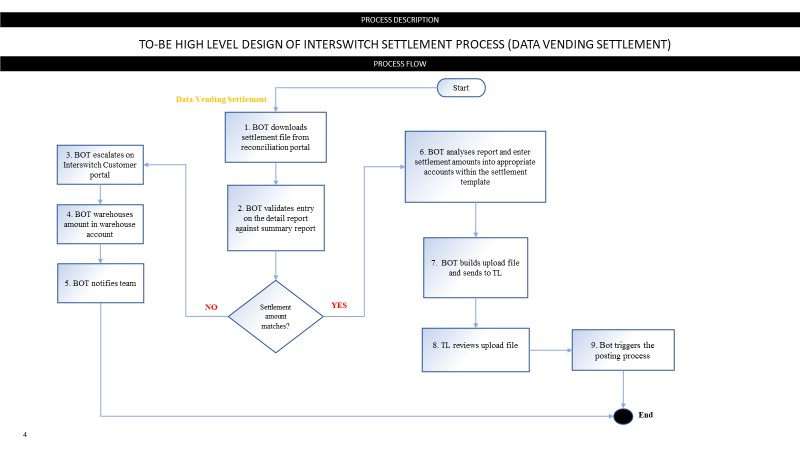 PROCESS DESCRIPTION
TO-BE HIGH LEVEL DESIGN OF INTERSWITCH SETTLEMENT PROCESS (DATA VENDING SETTLEMENT)
PROCESS FLOW
Start
Data Vending Settlement
1. BOT downloads
settlement file from
reconciliation portal
2. BOT validates entry
on the detail report
against summary report
Settlement
amount
matches?
NO
YES
3. BOT escalates on
Interswitch Customer
portal
4. BOT warehouses
amount in warehouse
account
5. BOT notifies team
6. BOT analyses report and enter
settlement amounts into appropriate
accounts within the settlement
template
7. BOT builds upload file
and sends to TL
8. TL reviews upload file
9. Bot triggers the
posting process
End
4